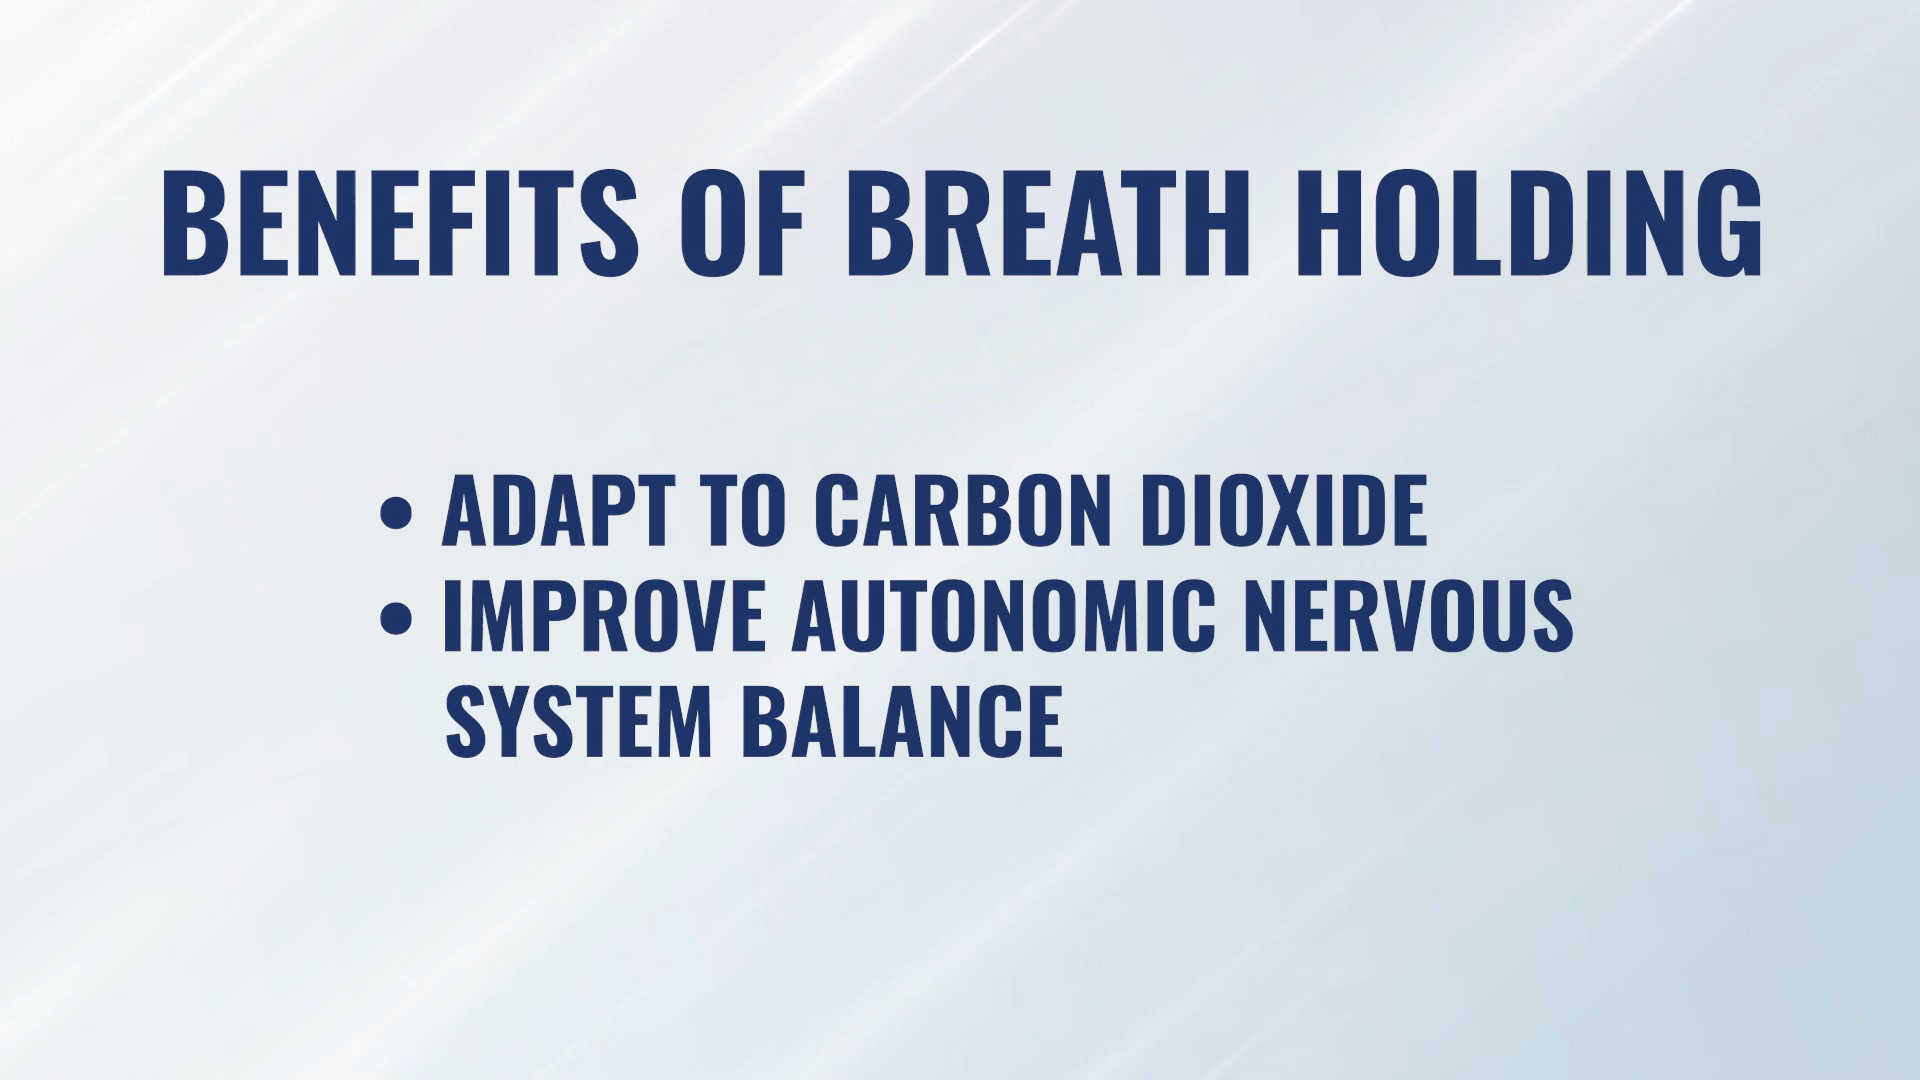 BENEFITS OF BREATH HOLDING
• ADAPT TO CARBON DIOXIDE
• IMPROVE AUTONOMIC NERVOUS
SYSTEM BALANCE